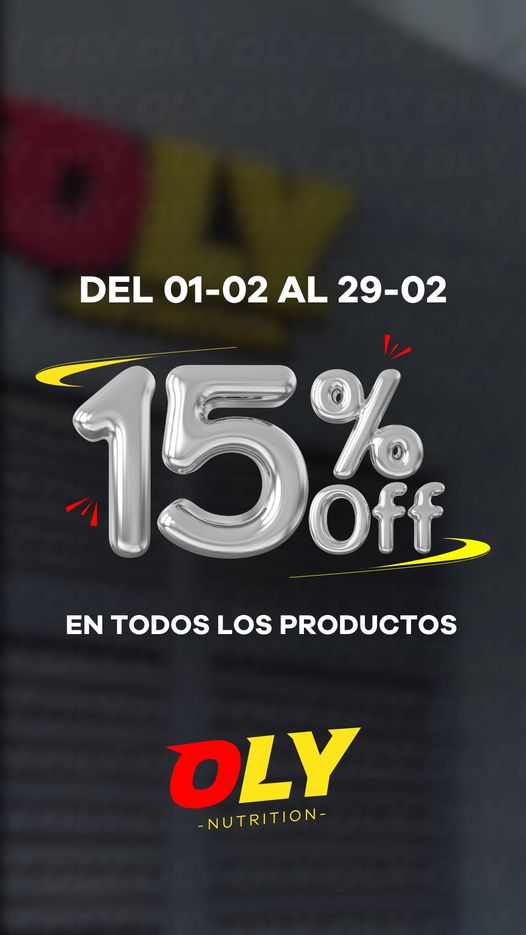 DEL 01-02 AL 29-02
15%
Off
EN TODOS LOS PRODUCTOS
OLY
-NUTRITION-